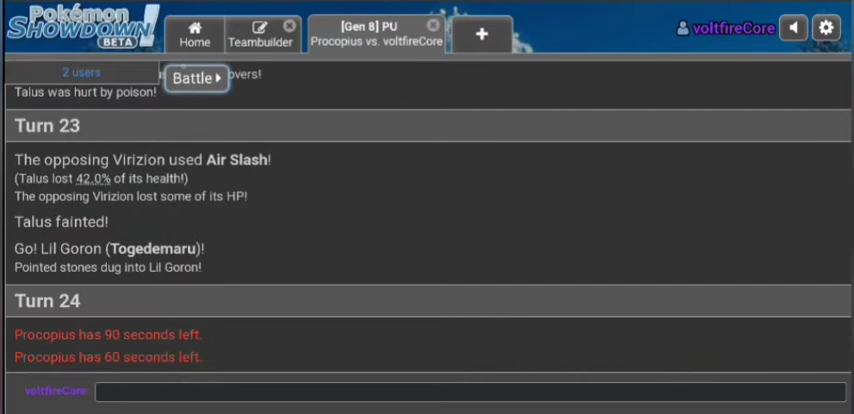 Pokémon
SHOWDOWN!
BETA
Home
Teambuilder
[Gen 8] PU
Procopius vs. voltfireCore
+
voltfireCore
2 users
Battle
overs!
Talus was hurt by poison!
Turn 23
The opposing Virizion used Air Slash!
(Talus lost 42.0% of its health!)
The opposing Virizion lost some of its HP!
Talus fainted!
Go! Lil Goron (Togedemaru)!
Pointed stones dug into Lil Goron!
Turn 24
Procopius has 90 seconds left.
Procopius has 60 seconds left.
voltfireCore: